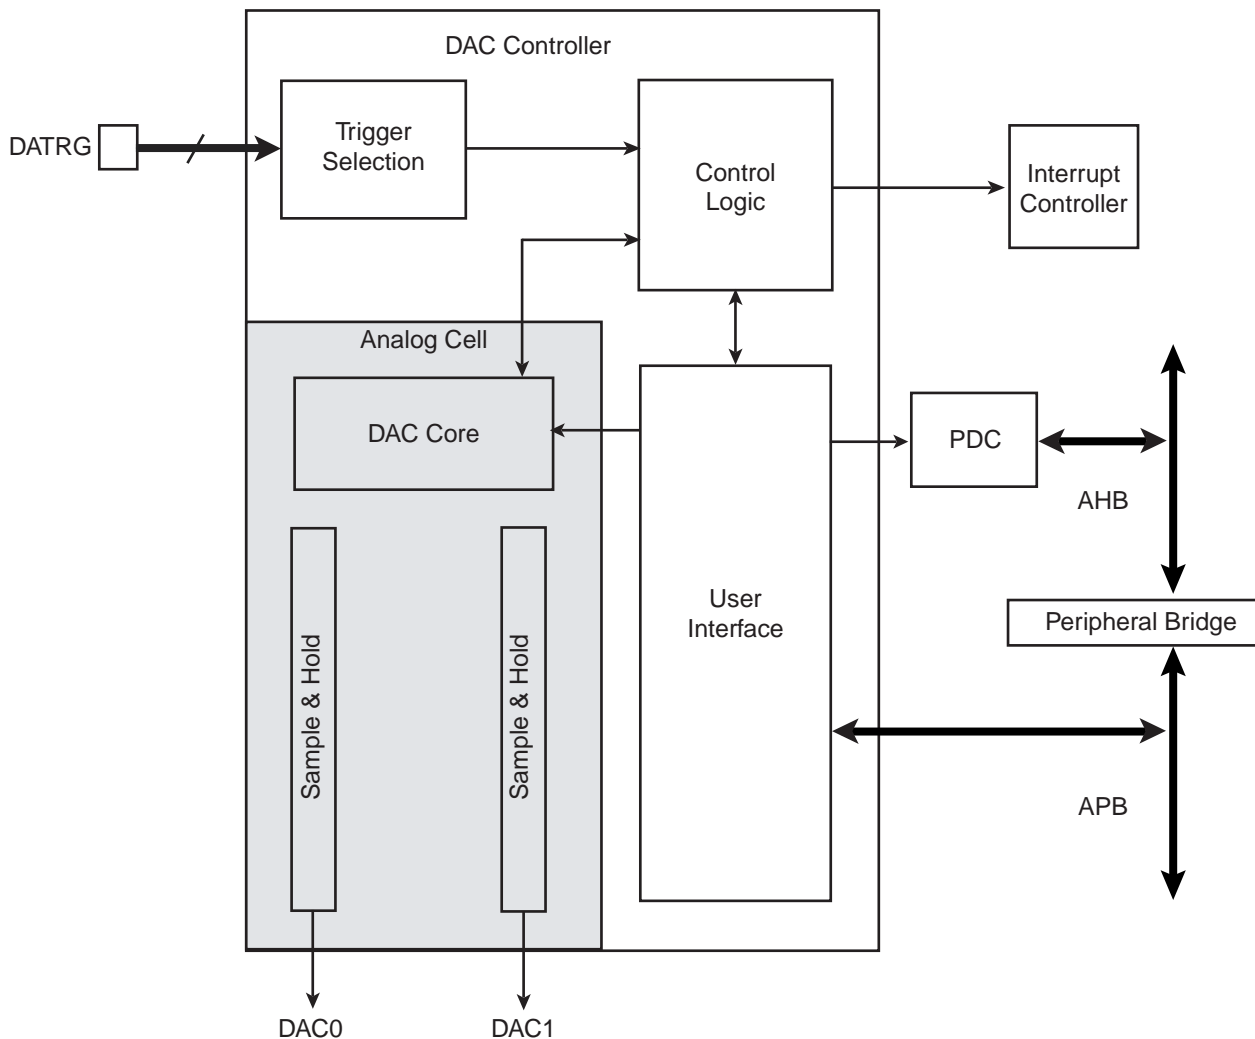 DAC Controller
DATRG
Trigger
Selection
Control
Logic
Interrupt
Controller
Analog Cell
DAC Core
PDC
AHB
User
Interface
Peripheral Bridge
Sample & Hold
Sample & Hold
APB
DAC0
DAC1